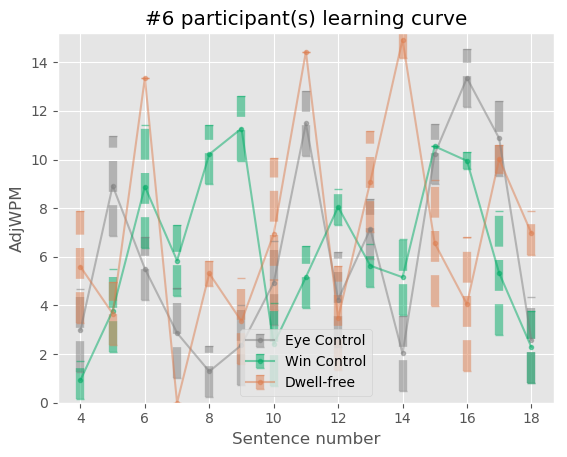 #6 participant(s) learning curve
14
12
10
8
6
4
2
0
AdjWPM
Eye Control
Win Control
Dwell-free
4 6 8 10 12 14 16 18
Sentence number